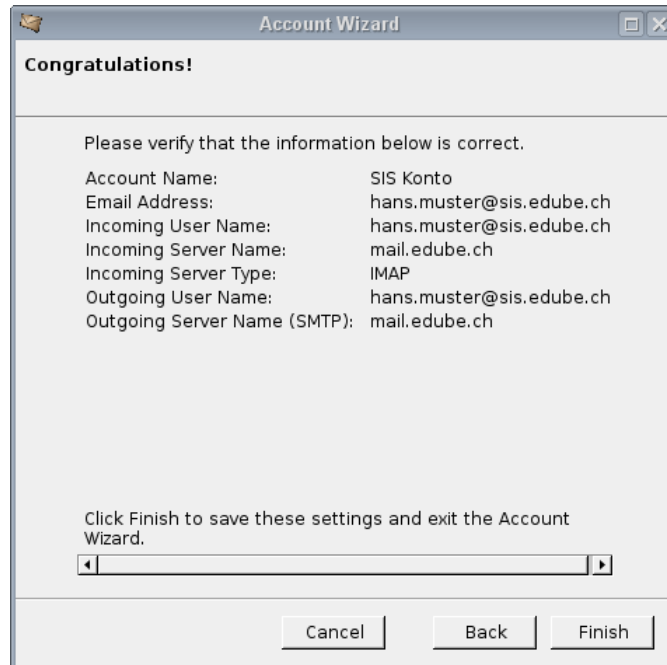 Account Wizard
Congratulations!
Please verify that the information below is correct.
Account Name: SIS Konto
Email Address: hans.muster@sis.edube.ch
Incoming User Name: hans.muster@sis.edube.ch
Incoming Server Name: mail.edube.ch
Incoming Server Type: IMAP
Outgoing User Name: hans.muster@sis.edube.ch
Outgoing Server Name (SMTP): mail.edube.ch
Click Finish to save these settings and exit the Account
Wizard.
Cancel Back Finish